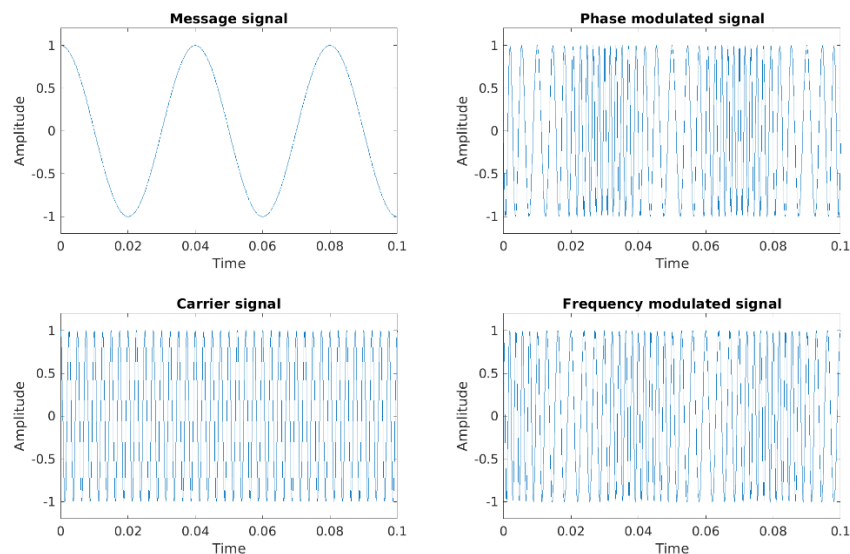 Message signal
1
0.5
0
-0.5
-1
Amplitude
0 0.02 0.04 0.06 0.08 0.1
Time
Phase modulated signal
1
0.5
0
-0.5
-1
Amplitude
0 0.02 0.04 0.06 0.08 0.1
Time
Carrier signal
1
0.5
0
-0.5
-1
Amplitude
0 0.02 0.04 0.06 0.08 0.1
Time
Frequency modulated signal
1
0.5
0
-0.5
-1
Amplitude
0 0.02 0.04 0.06 0.08 0.1
Time